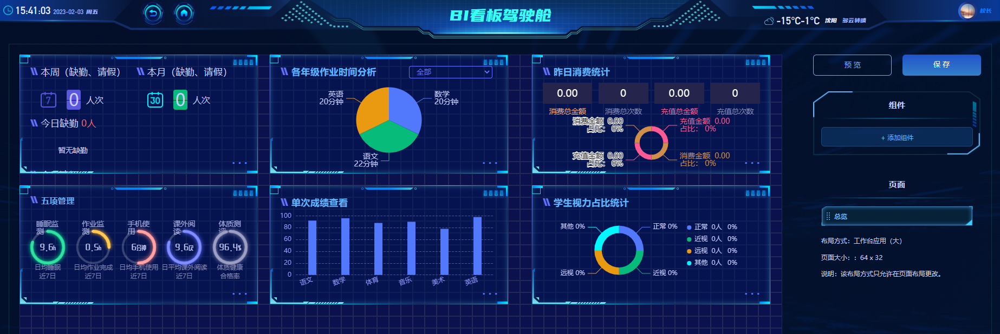 15:41:03 2023-02-03 周五
BI看板驾驶舱
-15°C-1°C 沈阳 多云转晴
校长
本周（缺勤、请假）
本月（缺勤、请假）
7 0 人次
30 0 人次
今日缺勤 0人
暂无缺勤
各年级作业时间分析
全部
英语
20分钟
数学
20分钟
语文
22分钟
昨日消费统计
0.00
0
0.00
0
消费总金额
消费总次数
充值总金额
充值总次数
消费金额 0.00
占比： 0%
充值金额 0.00
占比： 0%
充值金额 0.00
占比： 0%
消费金额 0.00
占比： 0%
五项管理
睡眠监测
作业监测
手机使用
课外阅读
体质测评
9.6h
0.5h
6分钟
9.6次
96.4%
日均睡眠
近7日
日均作业完成
近7日
日均手机使用
近7日
日平均课外阅读
近7日
体质健康
合格率
单次成绩查看
100
80
60
40
20
0
语文
数学
体育
音乐
美术
英语
学生视力占比统计
其他 0%
正常 0%
远视 0%
近视 0%
正常 0人 0%
近视 0人 0%
远视 0人 0%
其他 0人 0%
预 览
保 存
组件
+ 添加组件
页面
总览
布局方式：工作台应用（大）
页面大小：: 64 x 32
说明：该布局方式只允许在页面布局更改。